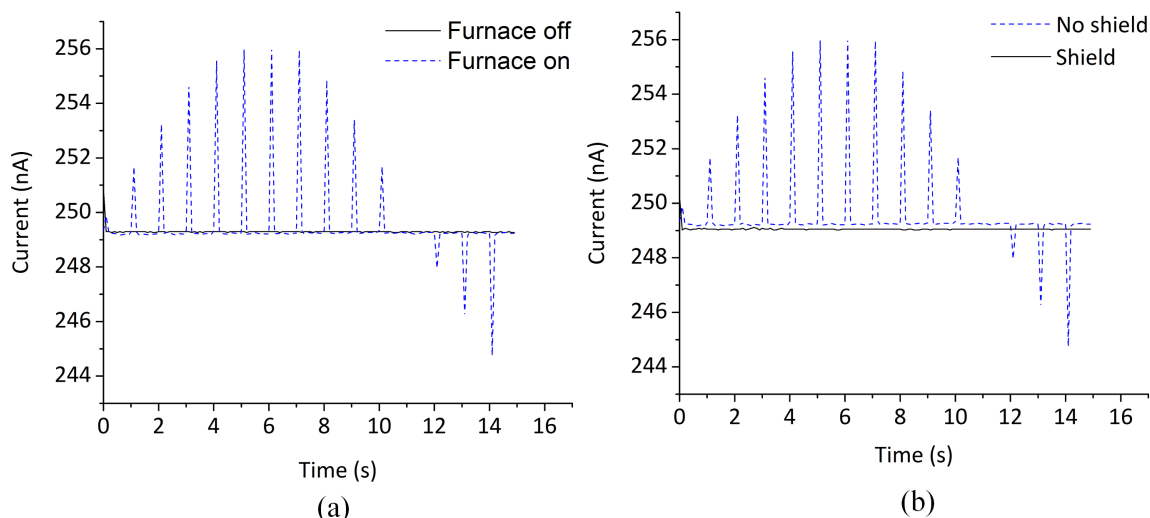 Furnace off
Furnace on
256
254
252
250
248
246
244
Current (nA)
0 2 4 6 8 10 12 14 16
Time (s)
(a)
No shield
Shield
256
254
252
250
248
246
244
Current (nA)
0 2 4 6 8 10 12 14 16
Time (s)
(b)